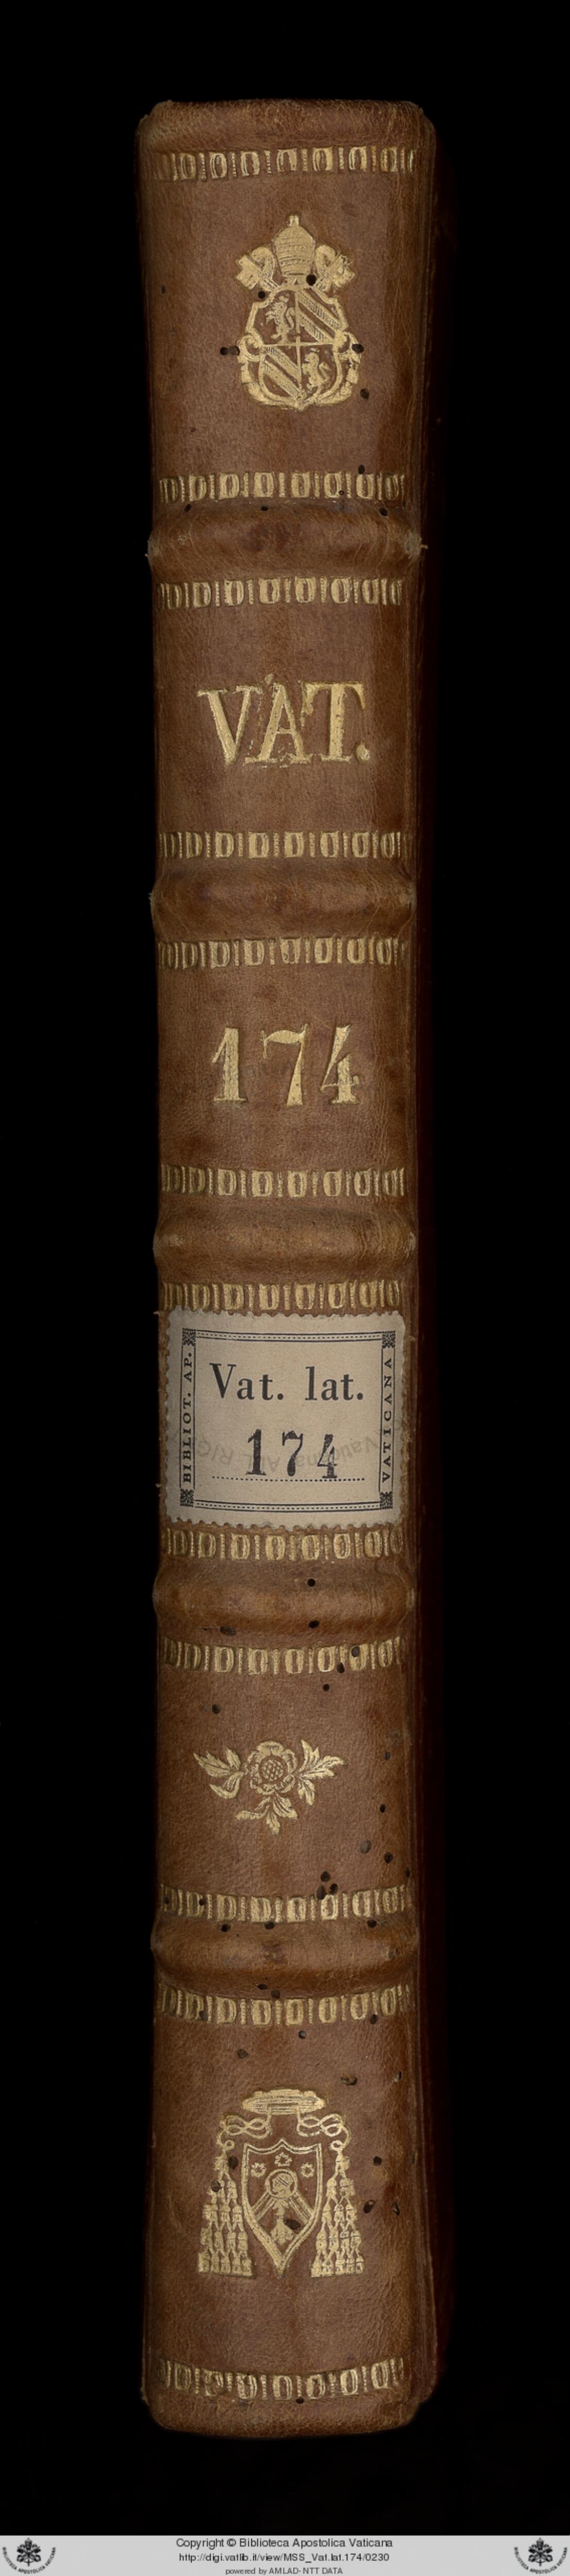 VAT.
174
BIBLIOT. AP.
Vat. lat.
174
VATICANA
Copyright © Biblioteca Apostolica Vaticana
http://digi.vatlib.it/view/MSS_Vat.lat.174/0230
powered by AMLAD- NTT DATA